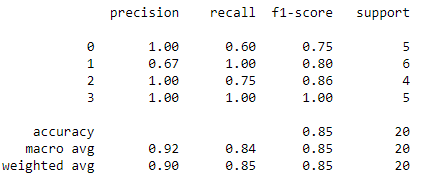 precision recall f1-score support
0 1.00 0.60 0.75 5
1 0.67 1.00 0.80 6
2 1.00 0.75 0.86 4
3 1.00 1.00 1.00 5
accuracy 0.85 20
macro avg 0.92 0.84 0.85 20
weighted avg 0.90 0.85 0.85 20